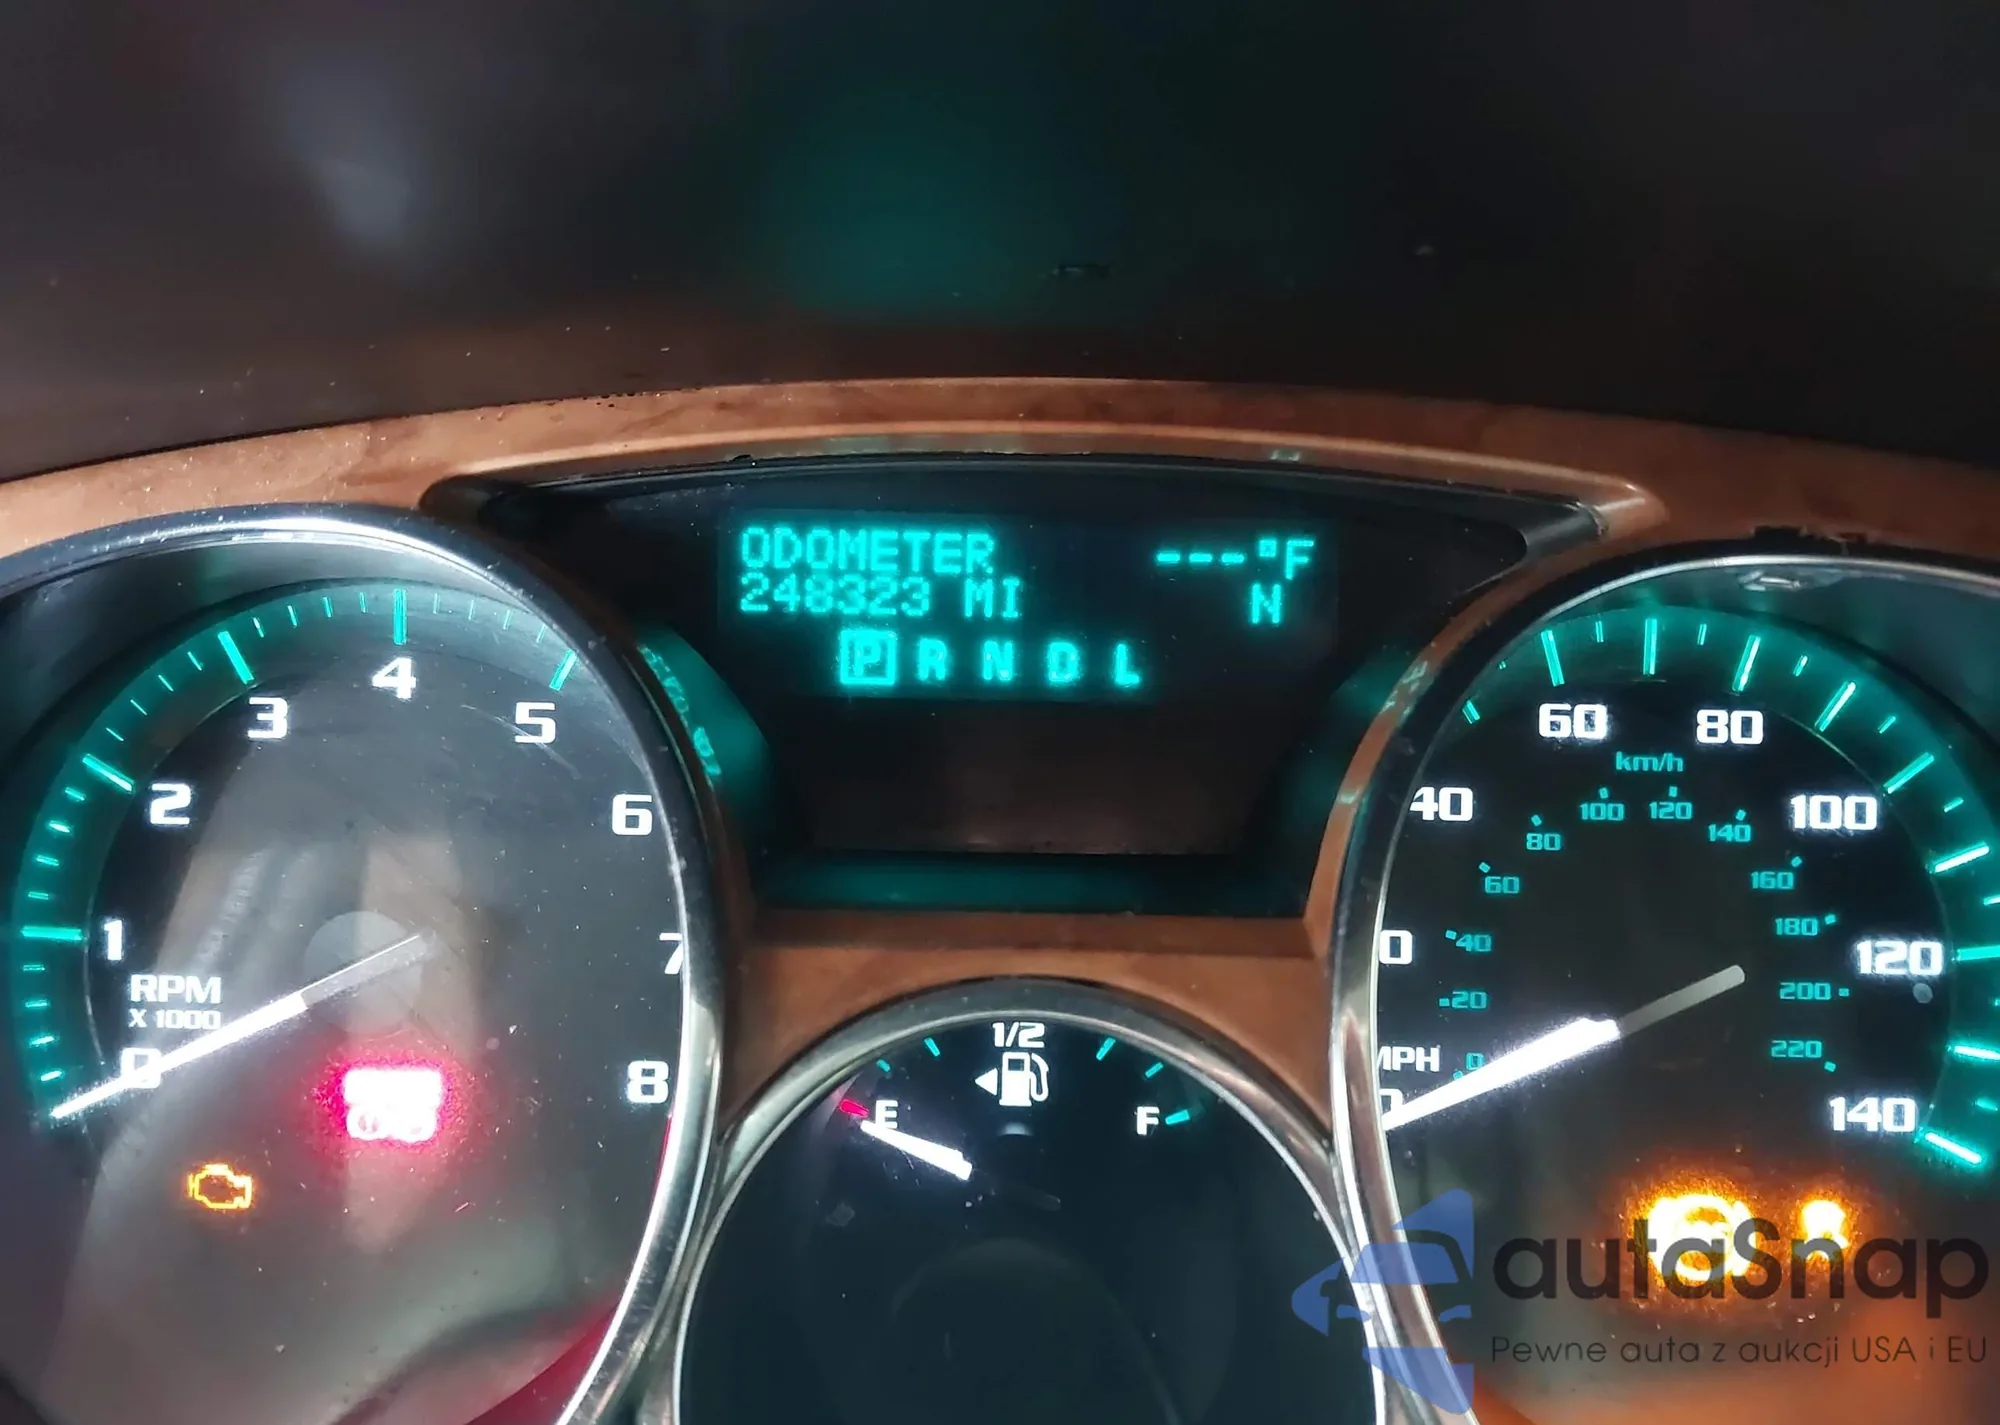 ODOMETER ---°F
248323 MI N
P R N D L
0 1 2 3 4 5 6 7 8
RPM
X 1000
BRAKE
1/2
E F
40 60 80 100 120 140
km/h
0 20 40 60 80 100 120 140 160 180 200 220
MPH
0
autaSnap
Pewne auta z aukcji USA i EU